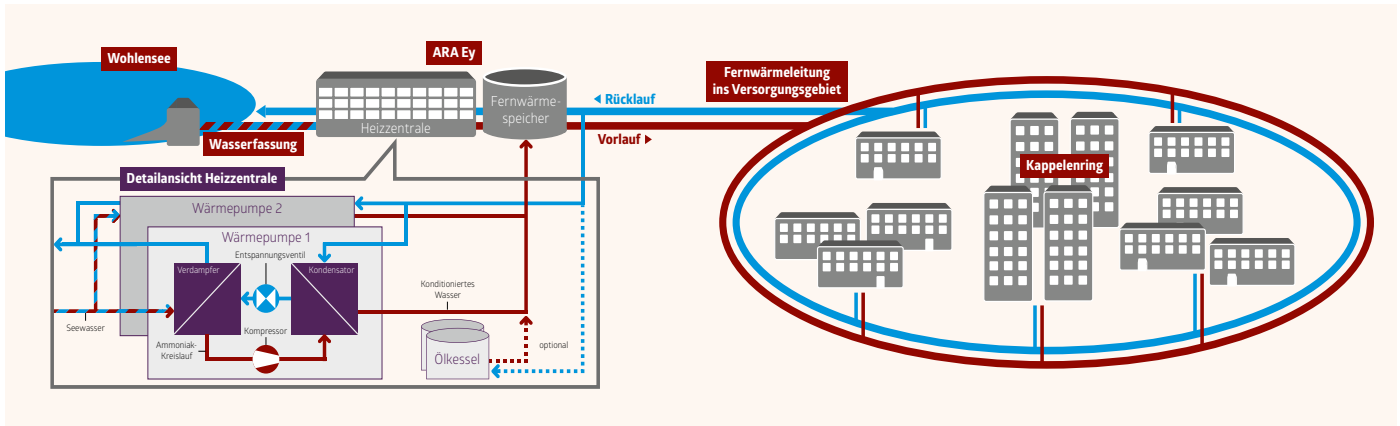 Wohlensee
ARA Ey
Fernwärmeleitung
ins Versorgungsgebiet
Rücklauf
Fernwärme-
speicher
Heizzentrale
Vorlauf
Wasserfassung
Kappelenring
Detailansicht Heizzentrale
Wärmepumpe 2
Wärmepumpe 1
Entspannungsventil
Verdampfer
Kondensator
Konditioniertes
Wasser
Seewasser
Kompressor
Ammoniak-
Kreislauf
optional
Ölkessel